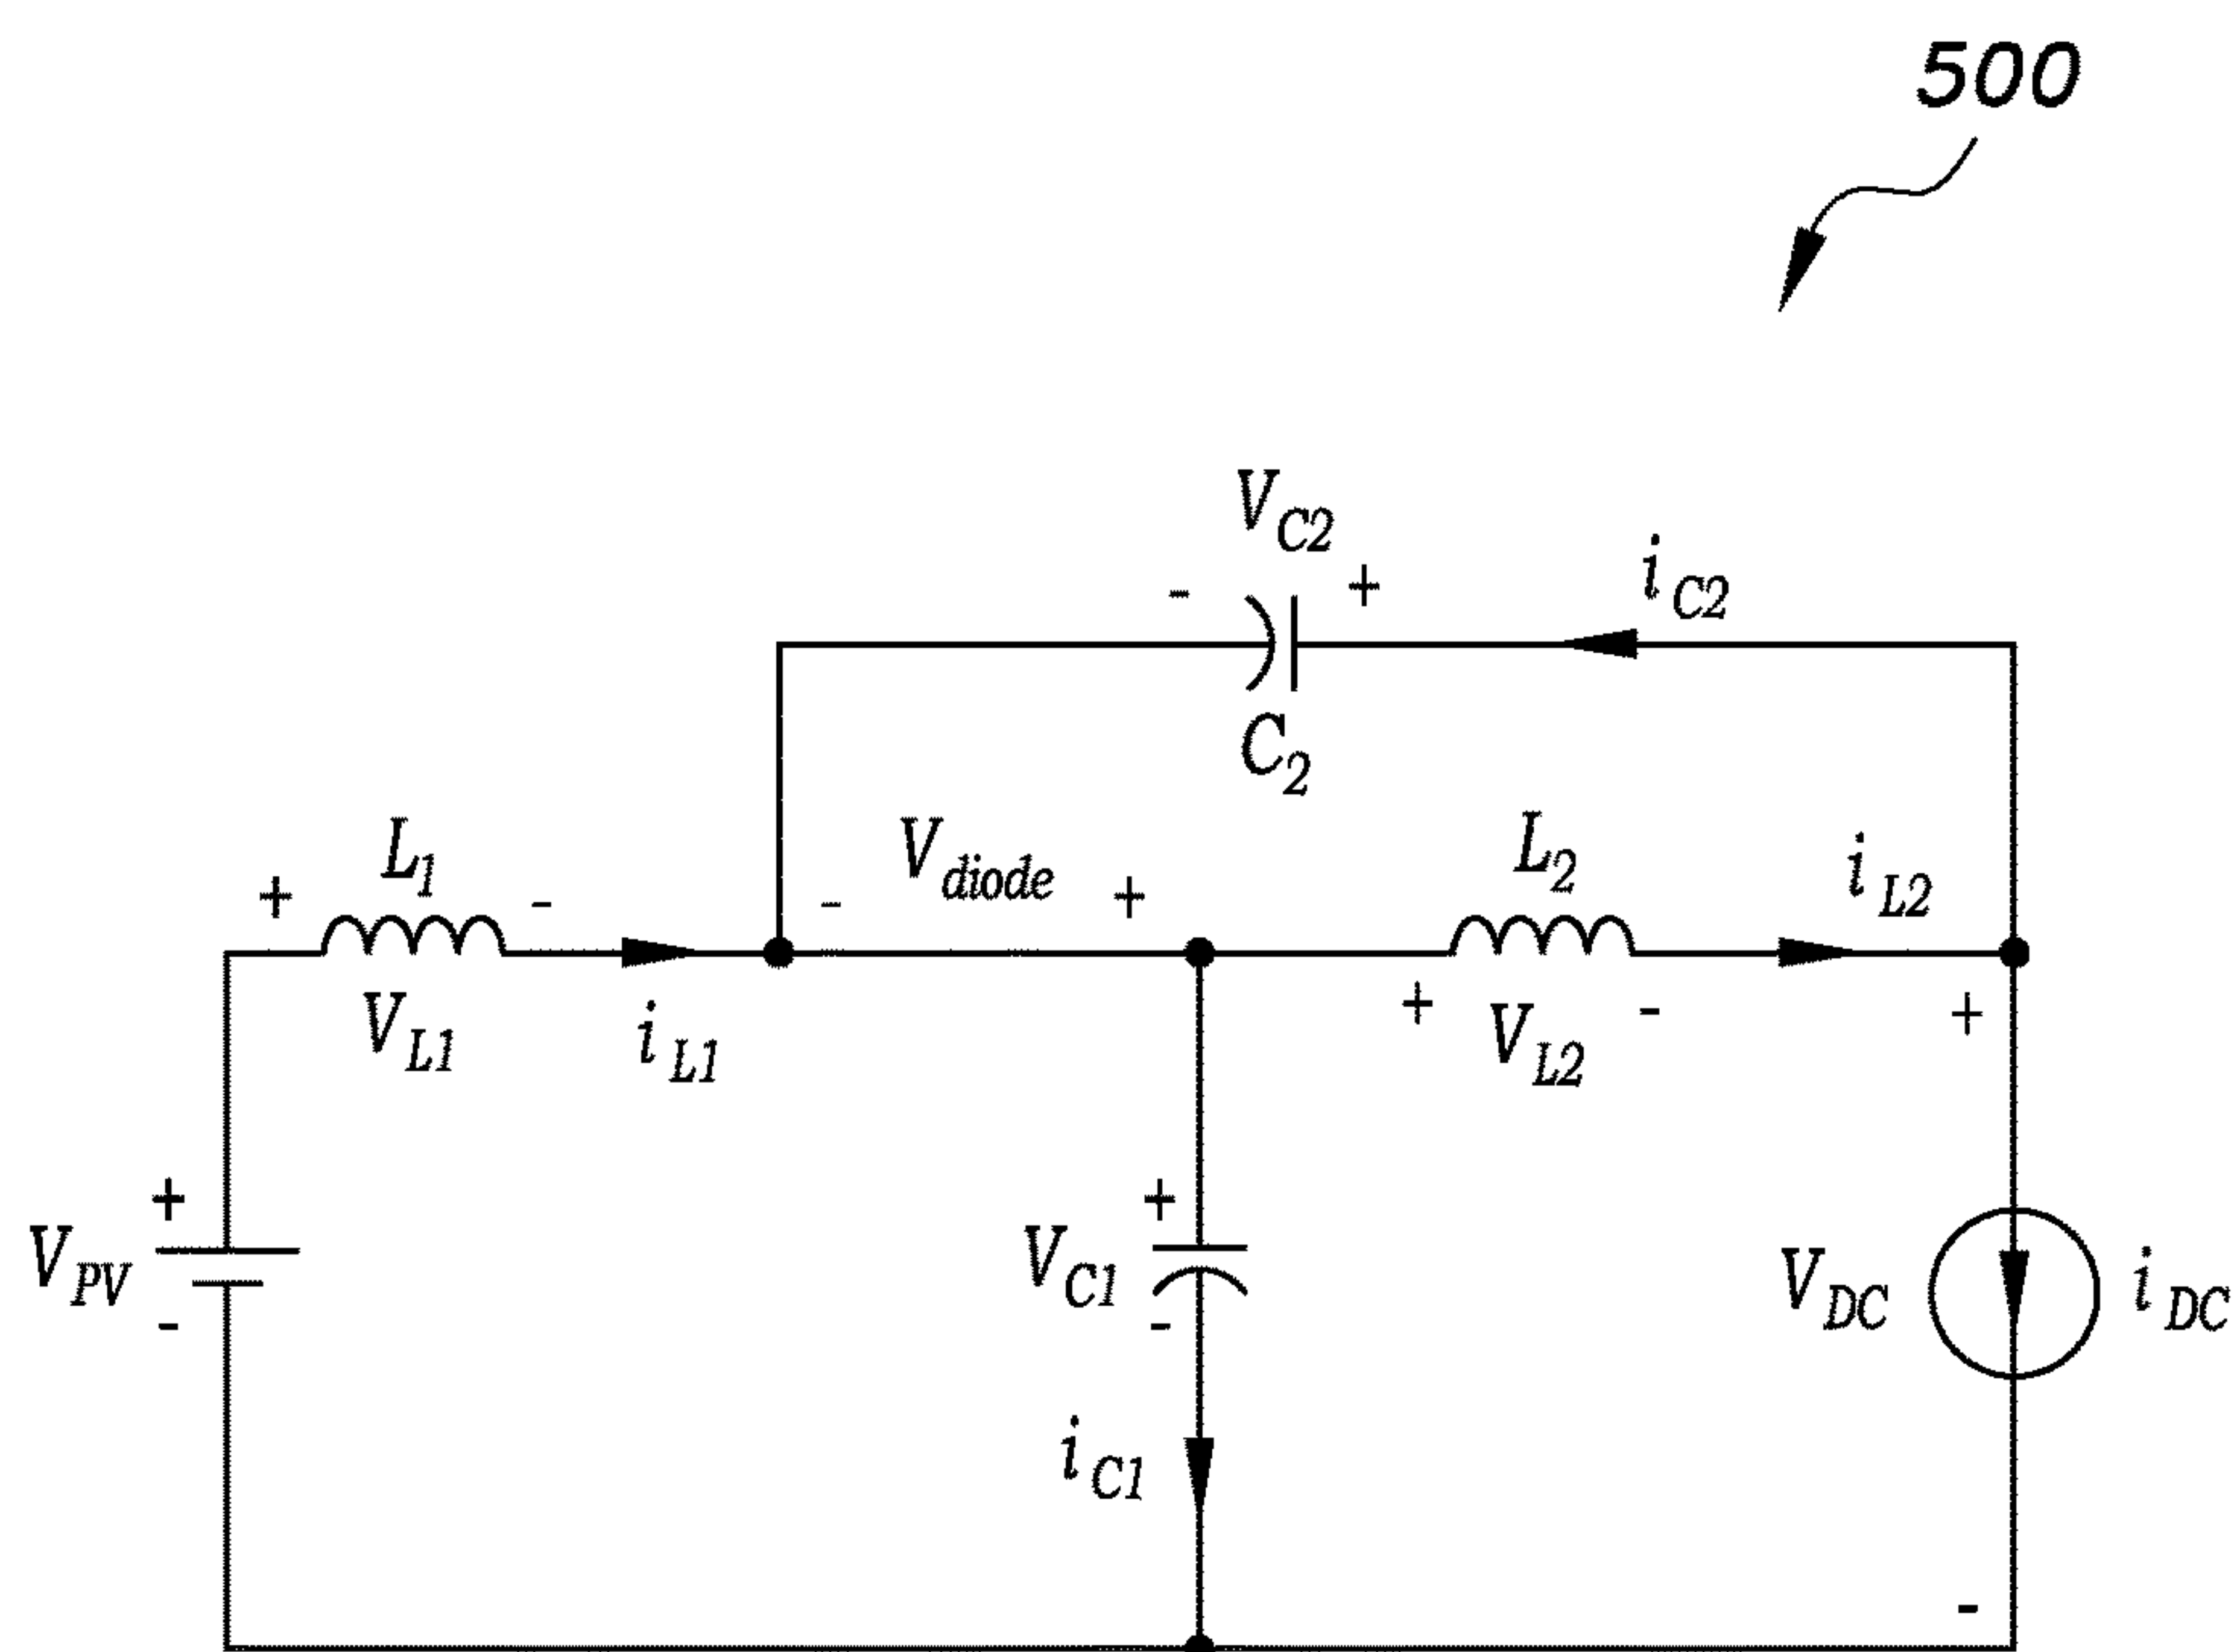 500
V_C2
- +
i_C2
C_2
L_1
V_diode
L_2
i_L2
+ -
- +
V_L1
i_L1
+ -
V_L2
+
+
V_PV
-
+
V_C1
-
V_DC
i_DC
i_C1
-